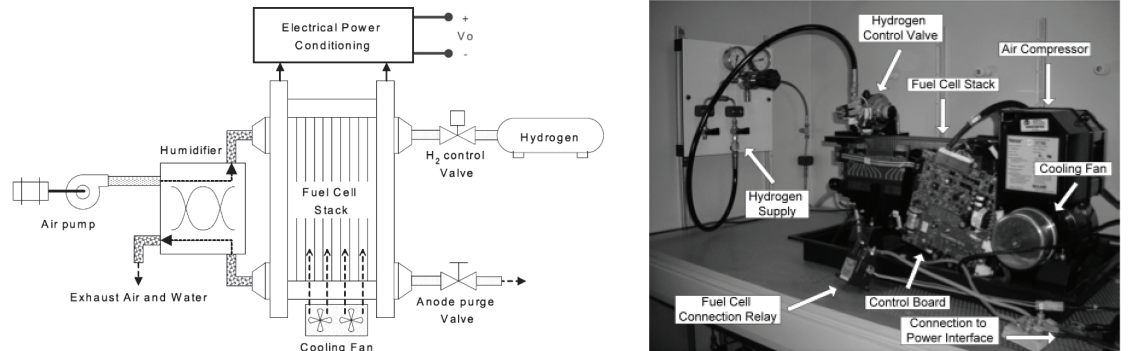 Electrical Power
Conditioning
+
Vo
-
Humidifier
Air pump
Exhaust Air and Water
Fuel Cell
Stack
Cooling Fan
H2 control
Valve
Hydrogen
Anode purge
Valve
Hydrogen
Control Valve
Air Compressor
Fuel Cell Stack
Cooling Fan
Hydrogen
Supply
Fuel Cell
Connection Relay
Control Board
Connection to
Power Interface